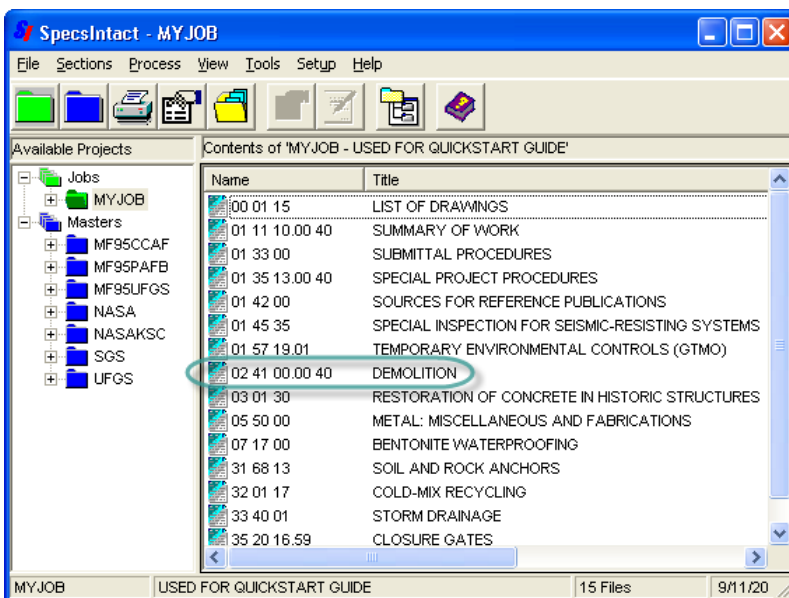 SpecsIntact - MYJOB
File Sections Process View Tools Setup Help
Available Projects
Contents of 'MYJOB - USED FOR QUICKSTART GUIDE'
Jobs
MYJOB
Masters
MF95CCAF
MF95PAFB
MF95UFGS
NASA
NASAKSC
SGS
UFGS
Name Title
00 01 15 LIST OF DRAWINGS
01 11 10.00 40 SUMMARY OF WORK
01 33 00 SUBMITTAL PROCEDURES
01 35 13.00 40 SPECIAL PROJECT PROCEDURES
01 42 00 SOURCES FOR REFERENCE PUBLICATIONS
01 45 35 SPECIAL INSPECTION FOR SEISMIC-RESISTING SYSTEMS
01 57 19.01 TEMPORARY ENVIRONMENTAL CONTROLS (GTMO)
02 41 00.00 40 DEMOLITION
03 01 30 RESTORATION OF CONCRETE IN HISTORIC STRUCTURES
05 50 00 METAL: MISCELLANEOUS AND FABRICATIONS
07 17 00 BENTONITE WATERPROOFING
31 68 13 SOIL AND ROCK ANCHORS
32 01 17 COLD-MIX RECYCLING
33 40 01 STORM DRAINAGE
35 20 16.59 CLOSURE GATES
MYJOB USED FOR QUICKSTART GUIDE 15 Files 9/11/20